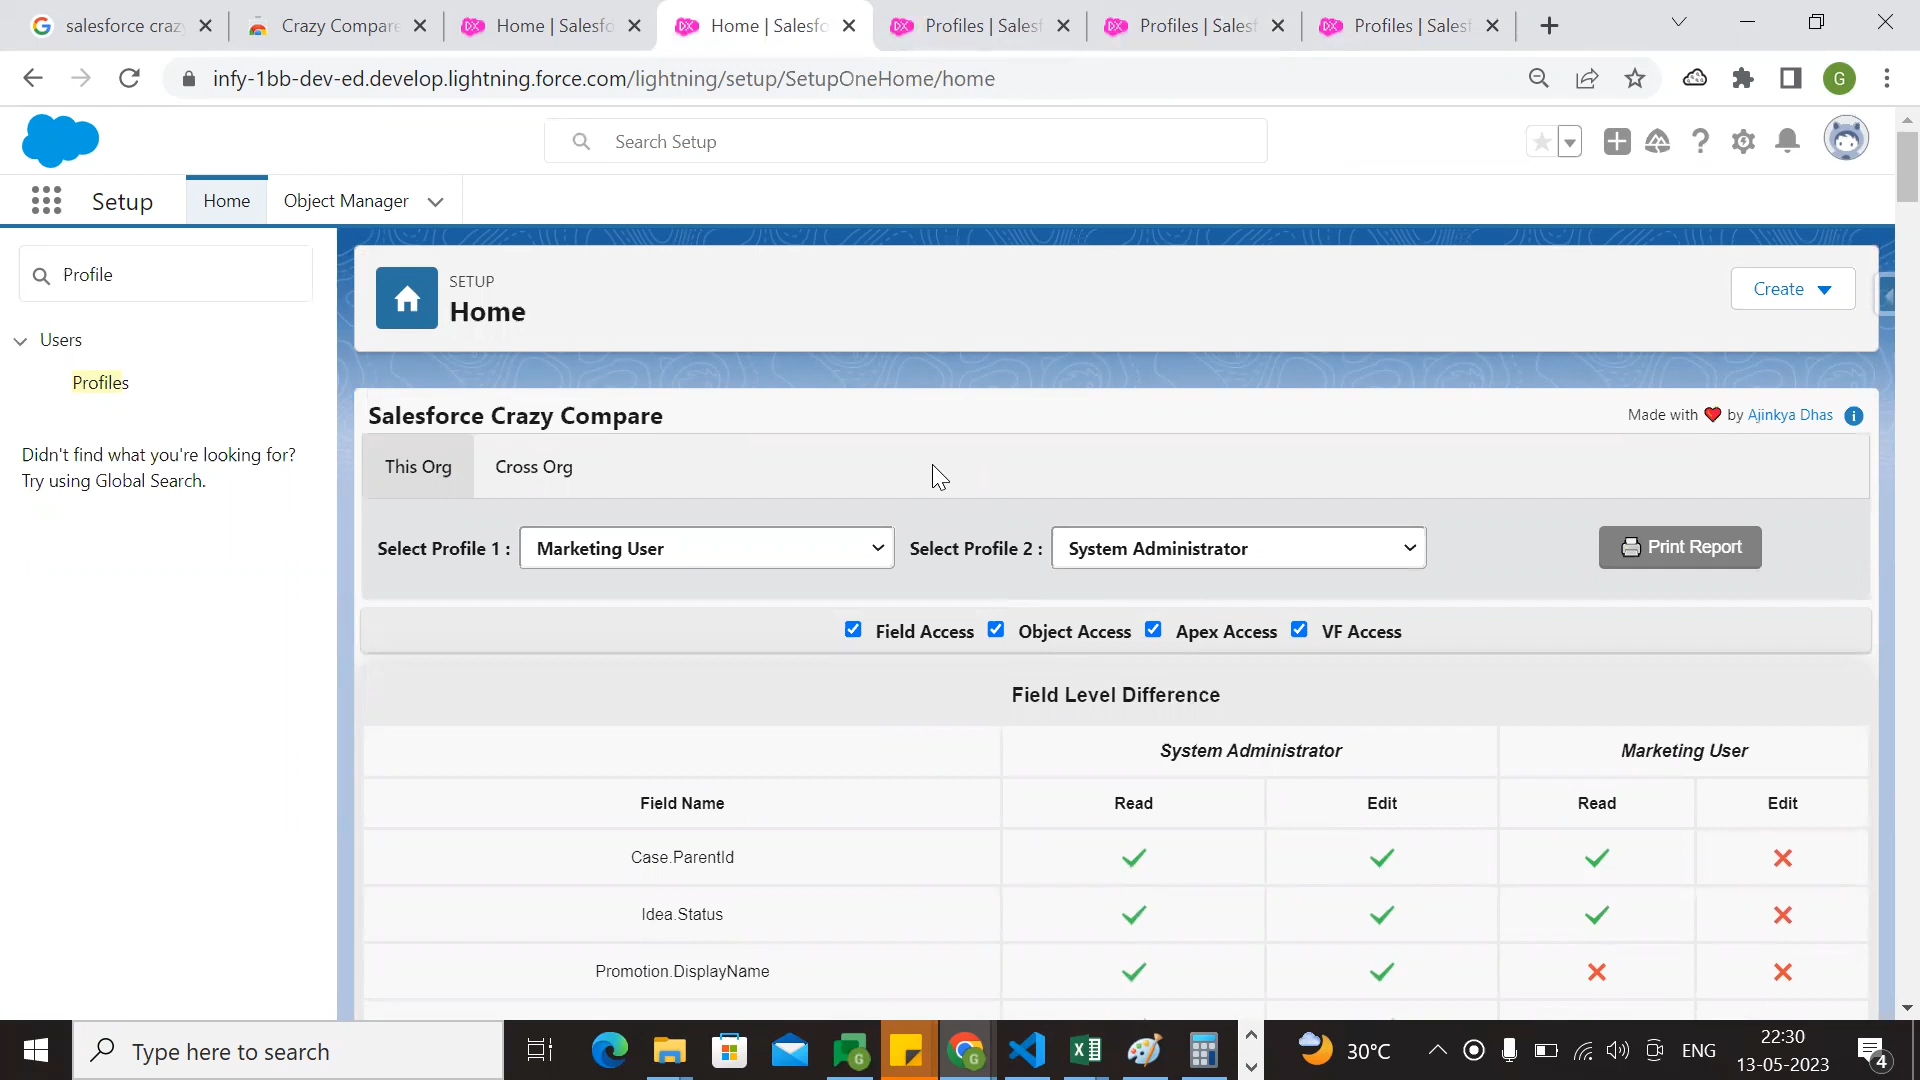 salesforce craz
Crazy Compare
Home | Salesfo
Home | Salesfo
Profiles | Salesf
Profiles | Salesf
Profiles | Salesf
infy-1bb-dev-ed.develop.lightning.force.com/lightning/setup/SetupOneHome/home
G
Search Setup
Setup
Home
Object Manager
Profile
Users
Profiles
Didn't find what you're looking for?
Try using Global Search.
SETUP
Home
Create
Salesforce Crazy Compare
Made with ❤ by Ajinkya Dhas
This Org
Cross Org
Select Profile 1 : Marketing User
Select Profile 2 : System Administrator
Print Report
Field Access
Object Access
Apex Access
VF Access
Field Level Difference
System Administrator
Marketing User
Field Name
Read
Edit
Read
Edit
Case.ParentId
Idea.Status
Promotion.DisplayName
Type here to search
30°C
ENG
22:30
13-05-2023
4